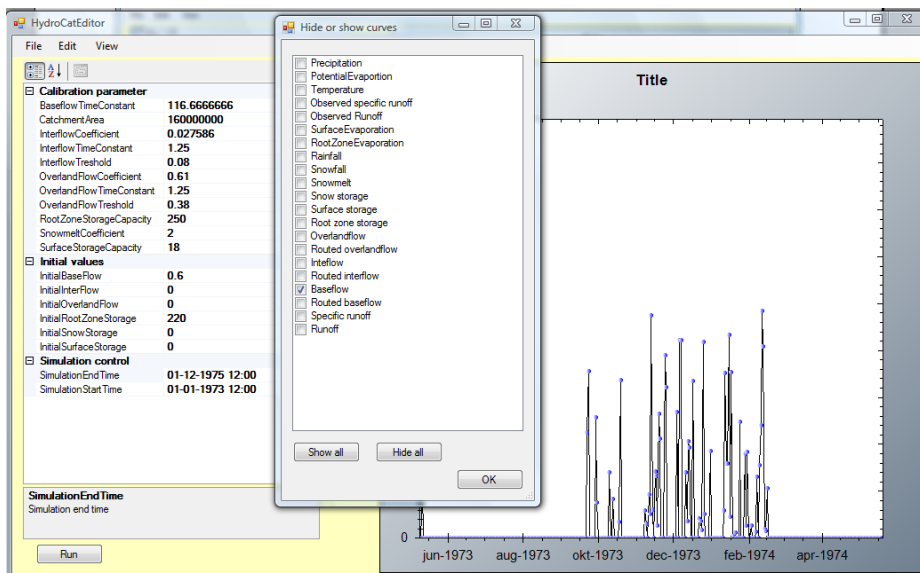 HydroCatEditor
File Edit View
Calibration parameter
BaseflowTimeConstant 116.6666666
CatchmentArea 160000000
InterflowCoefficient 0.027586
InterflowTimeConstant 1.25
InterflowTreshold 0.08
OverlandFlowCoefficient 0.61
OverlandFlowTimeConstant 1.25
OverlandFlowTreshold 0.38
RootZoneStorageCapacity 250
SnowmeltCoefficient 2
SurfaceStorageCapacity 18
Initial values
InitialBaseFlow 0.6
InitialInterFlow 0
InitialOverlandFlow 0
InitialRootZoneStorage 220
InitialSnowStorage 0
InitialSurfaceStorage 0
Simulation control
SimulationEndTime 01-12-1975 12:00
SimulationStartTime 01-01-1973 12:00
SimulationEndTime
Simulation end time
Run
Hide or show curves
Precipitation
PotentialEvaportion
Temperature
Observed specific runoff
Observed Runoff
SurfaceEvaporation
RootZoneEvaporation
Rainfall
Snowfall
Snowmelt
Snow storage
Surface storage
Root zone storage
Overlandflow
Routed overlandflow
Inteflow
Routed interflow
Baseflow
Routed baseflow
Specific runoff
Runoff
Show all Hide all
OK
Title
0
jun-1973 aug-1973 okt-1973 dec-1973 feb-1974 apr-1974